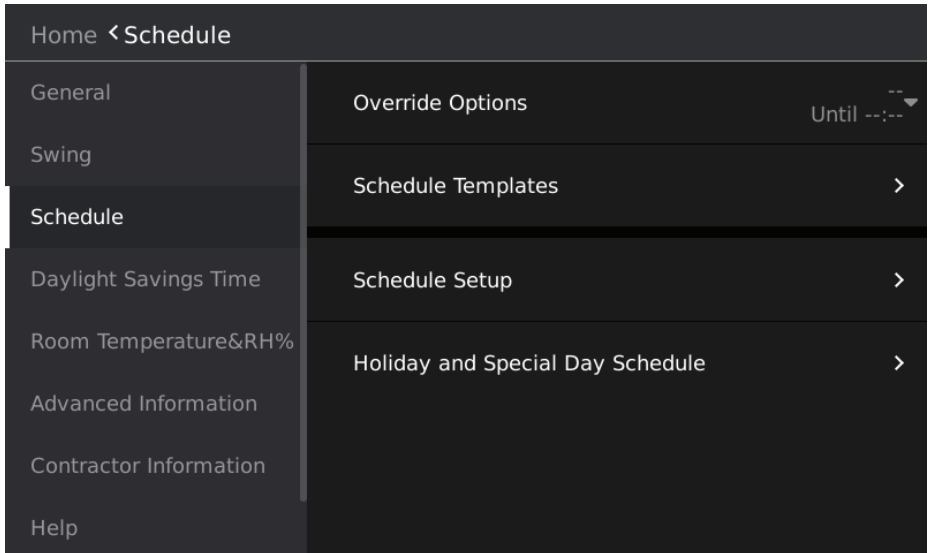 Home < Schedule
General
Swing
Schedule
Daylight Savings Time
Room Temperature&RH%
Advanced Information
Contractor Information
Help
Override Options
--
Until --:--
Schedule Templates
Schedule Setup
Holiday and Special Day Schedule